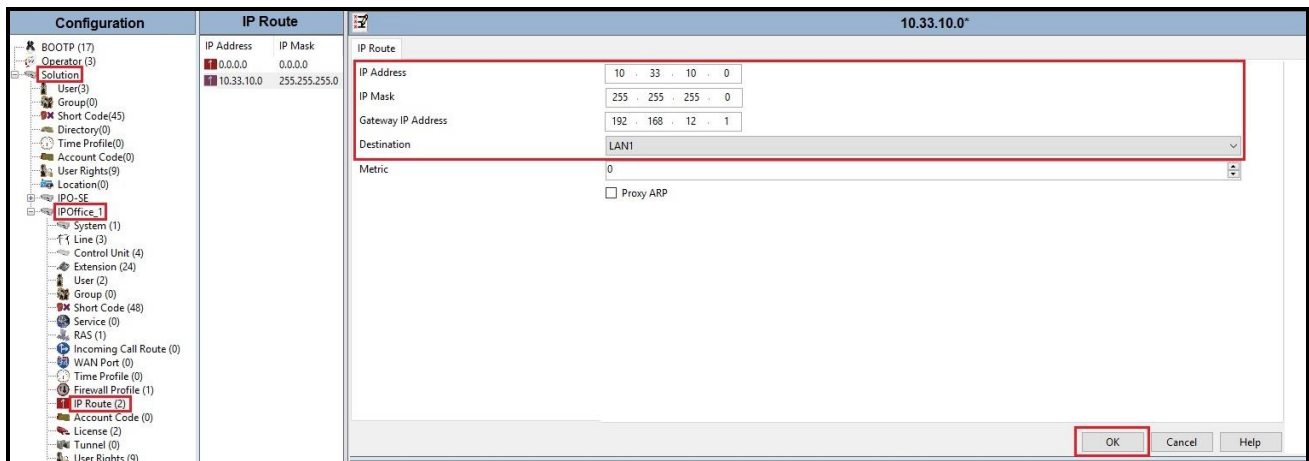 Configuration
BOOTP (17)
Operator (3)
Solution
User(3)
Group(0)
Short Code(45)
Directory(0)
Time Profile(0)
Account Code(0)
User Rights(9)
Location(0)
IPO-SE
IPOffice_1
System (1)
Line (3)
Control Unit (4)
Extension (24)
User (2)
Group (0)
Short Code (48)
Service (0)
RAS (1)
Incoming Call Route (0)
WAN Port (0)
Time Profile (0)
Firewall Profile (1)
IP Route (2)
Account Code (0)
License (2)
Tunnel (0)
User Rights (9)
IP Route
IP Address IP Mask
0.0.0.0 0.0.0.0
10.33.10.0 255.255.255.0
10.33.10.0*
IP Route
IP Address 10 . 33 . 10 . 0
IP Mask 255 . 255 . 255 . 0
Gateway IP Address 192 . 168 . 12 . 1
Destination LAN1
Metric 0
Proxy ARP
OK Cancel Help